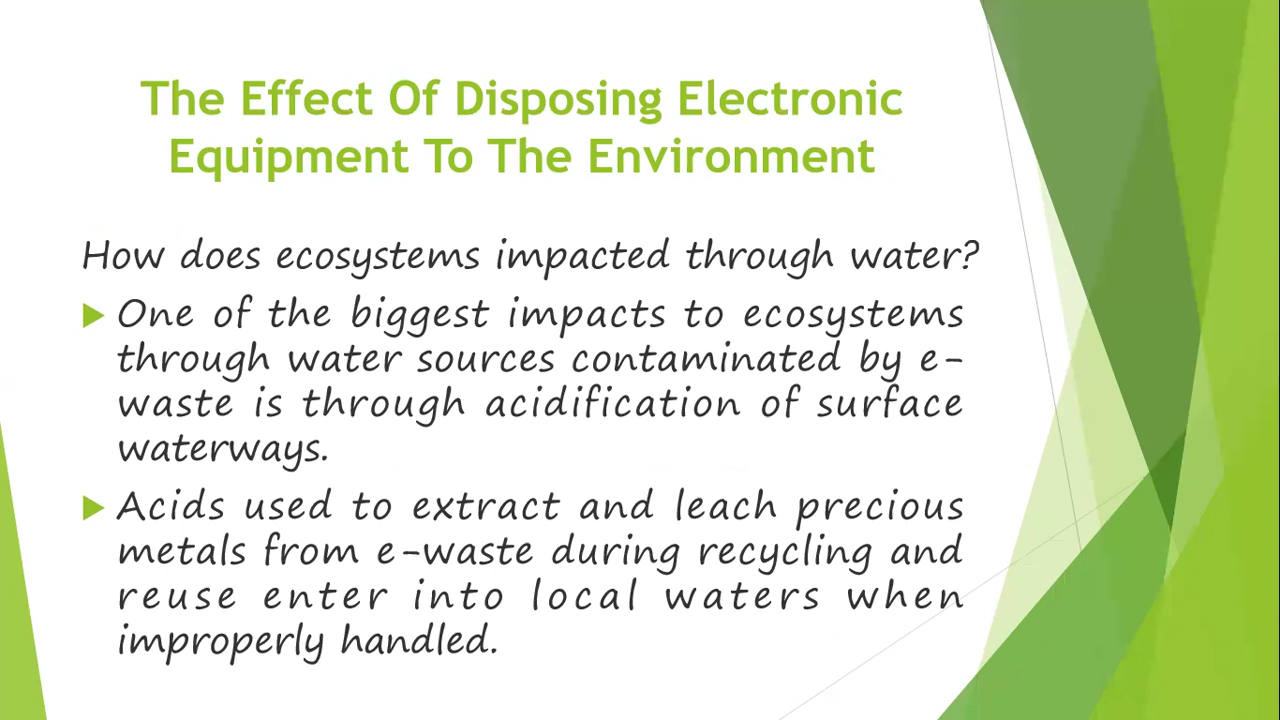 The Effect Of Disposing Electronic
Equipment To The Environment
How does ecosystems impacted through water?
One of the biggest impacts to ecosystems
through water sources contaminated by e-
waste is through acidification of surface
waterways.
Acids used to extract and leach precious
metals from e-waste during recycling and
reuse enter into local waters when
improperly handled.